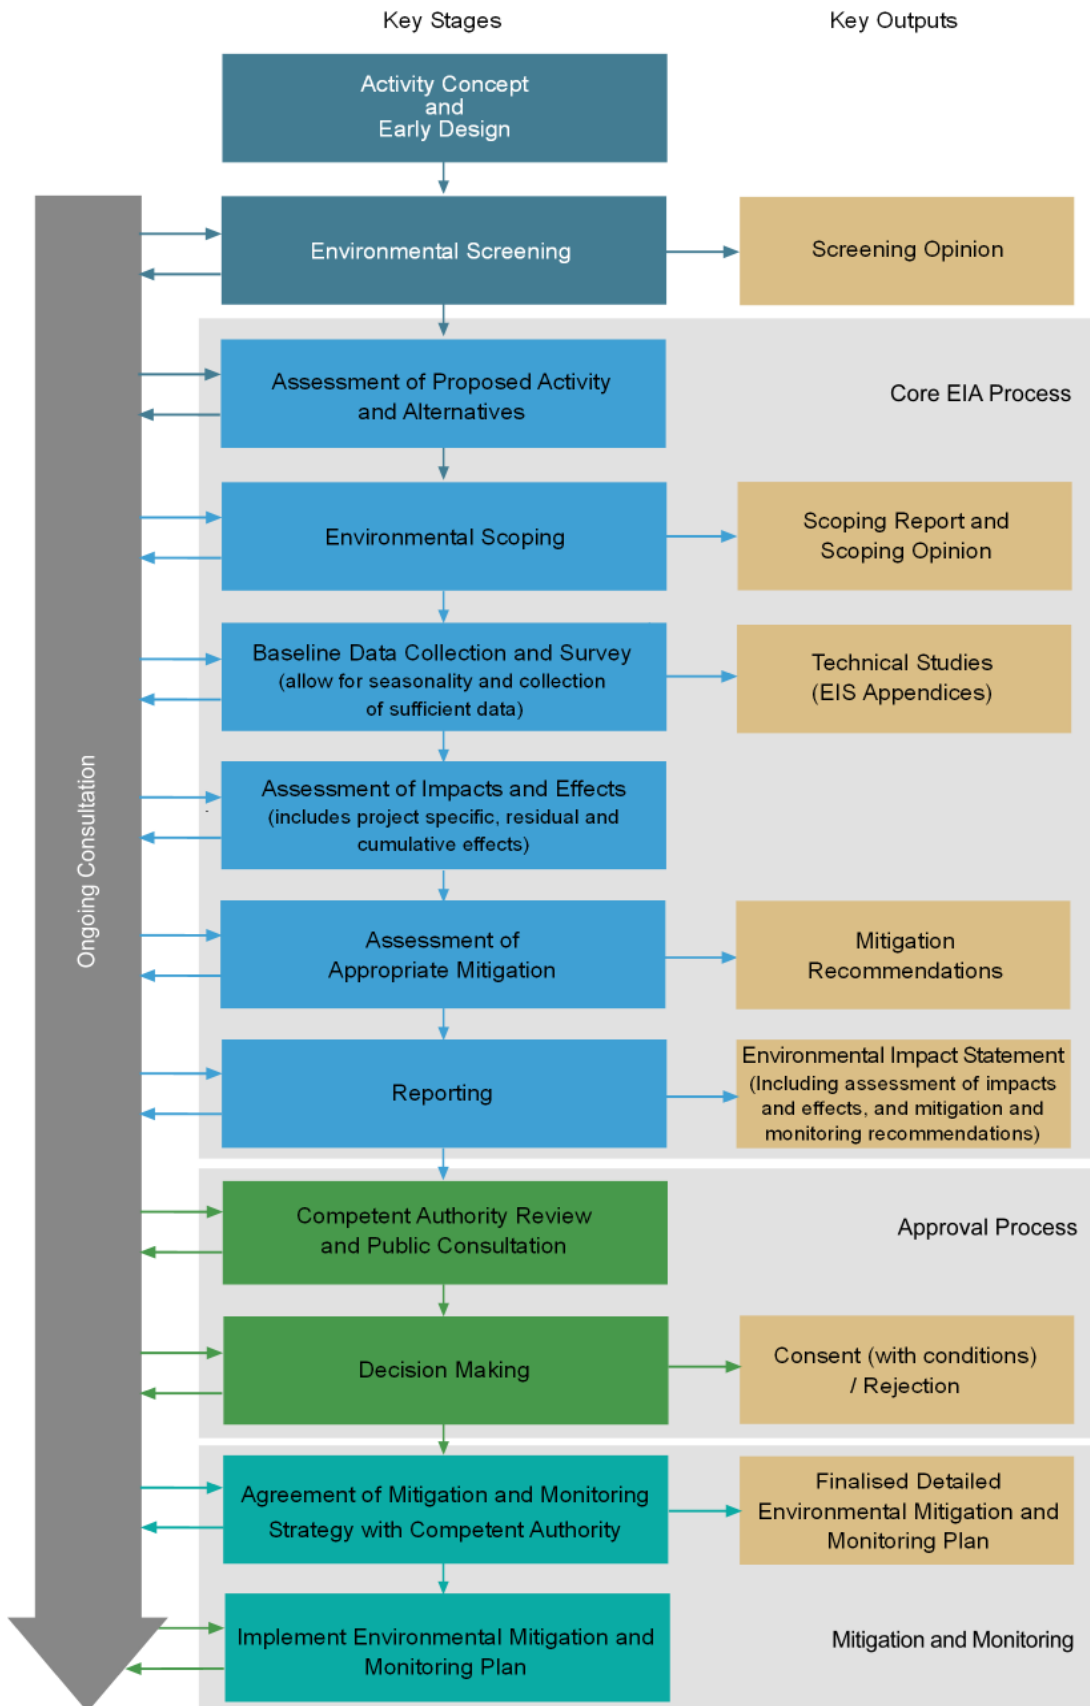 Key Stages
Key Outputs
Activity Concept
and
Early Design
Environmental Screening
Screening Opinion
Core EIA Process
Assessment of Proposed Activity
and Alternatives
Environmental Scoping
Scoping Report and
Scoping Opinion
Baseline Data Collection and Survey
(allow for seasonality and collection
of sufficient data)
Technical Studies
(EIS Appendices)
Assessment of Impacts and Effects
(includes project specific, residual and
cumulative effects)
Ongoing Consultation
Assessment of
Appropriate Mitigation
Mitigation
Recommendations
Reporting
Environmental Impact Statement
(Including assessment of impacts
and effects, and mitigation and
monitoring recommendations)
Competent Authority Review
and Public Consultation
Approval Process
Decision Making
Consent (with conditions)
/ Rejection
Agreement of Mitigation and Monitoring
Strategy with Competent Authority
Finalised Detailed
Environmental Mitigation and
Monitoring Plan
Implement Environmental Mitigation and
Monitoring Plan
Mitigation and Monitoring